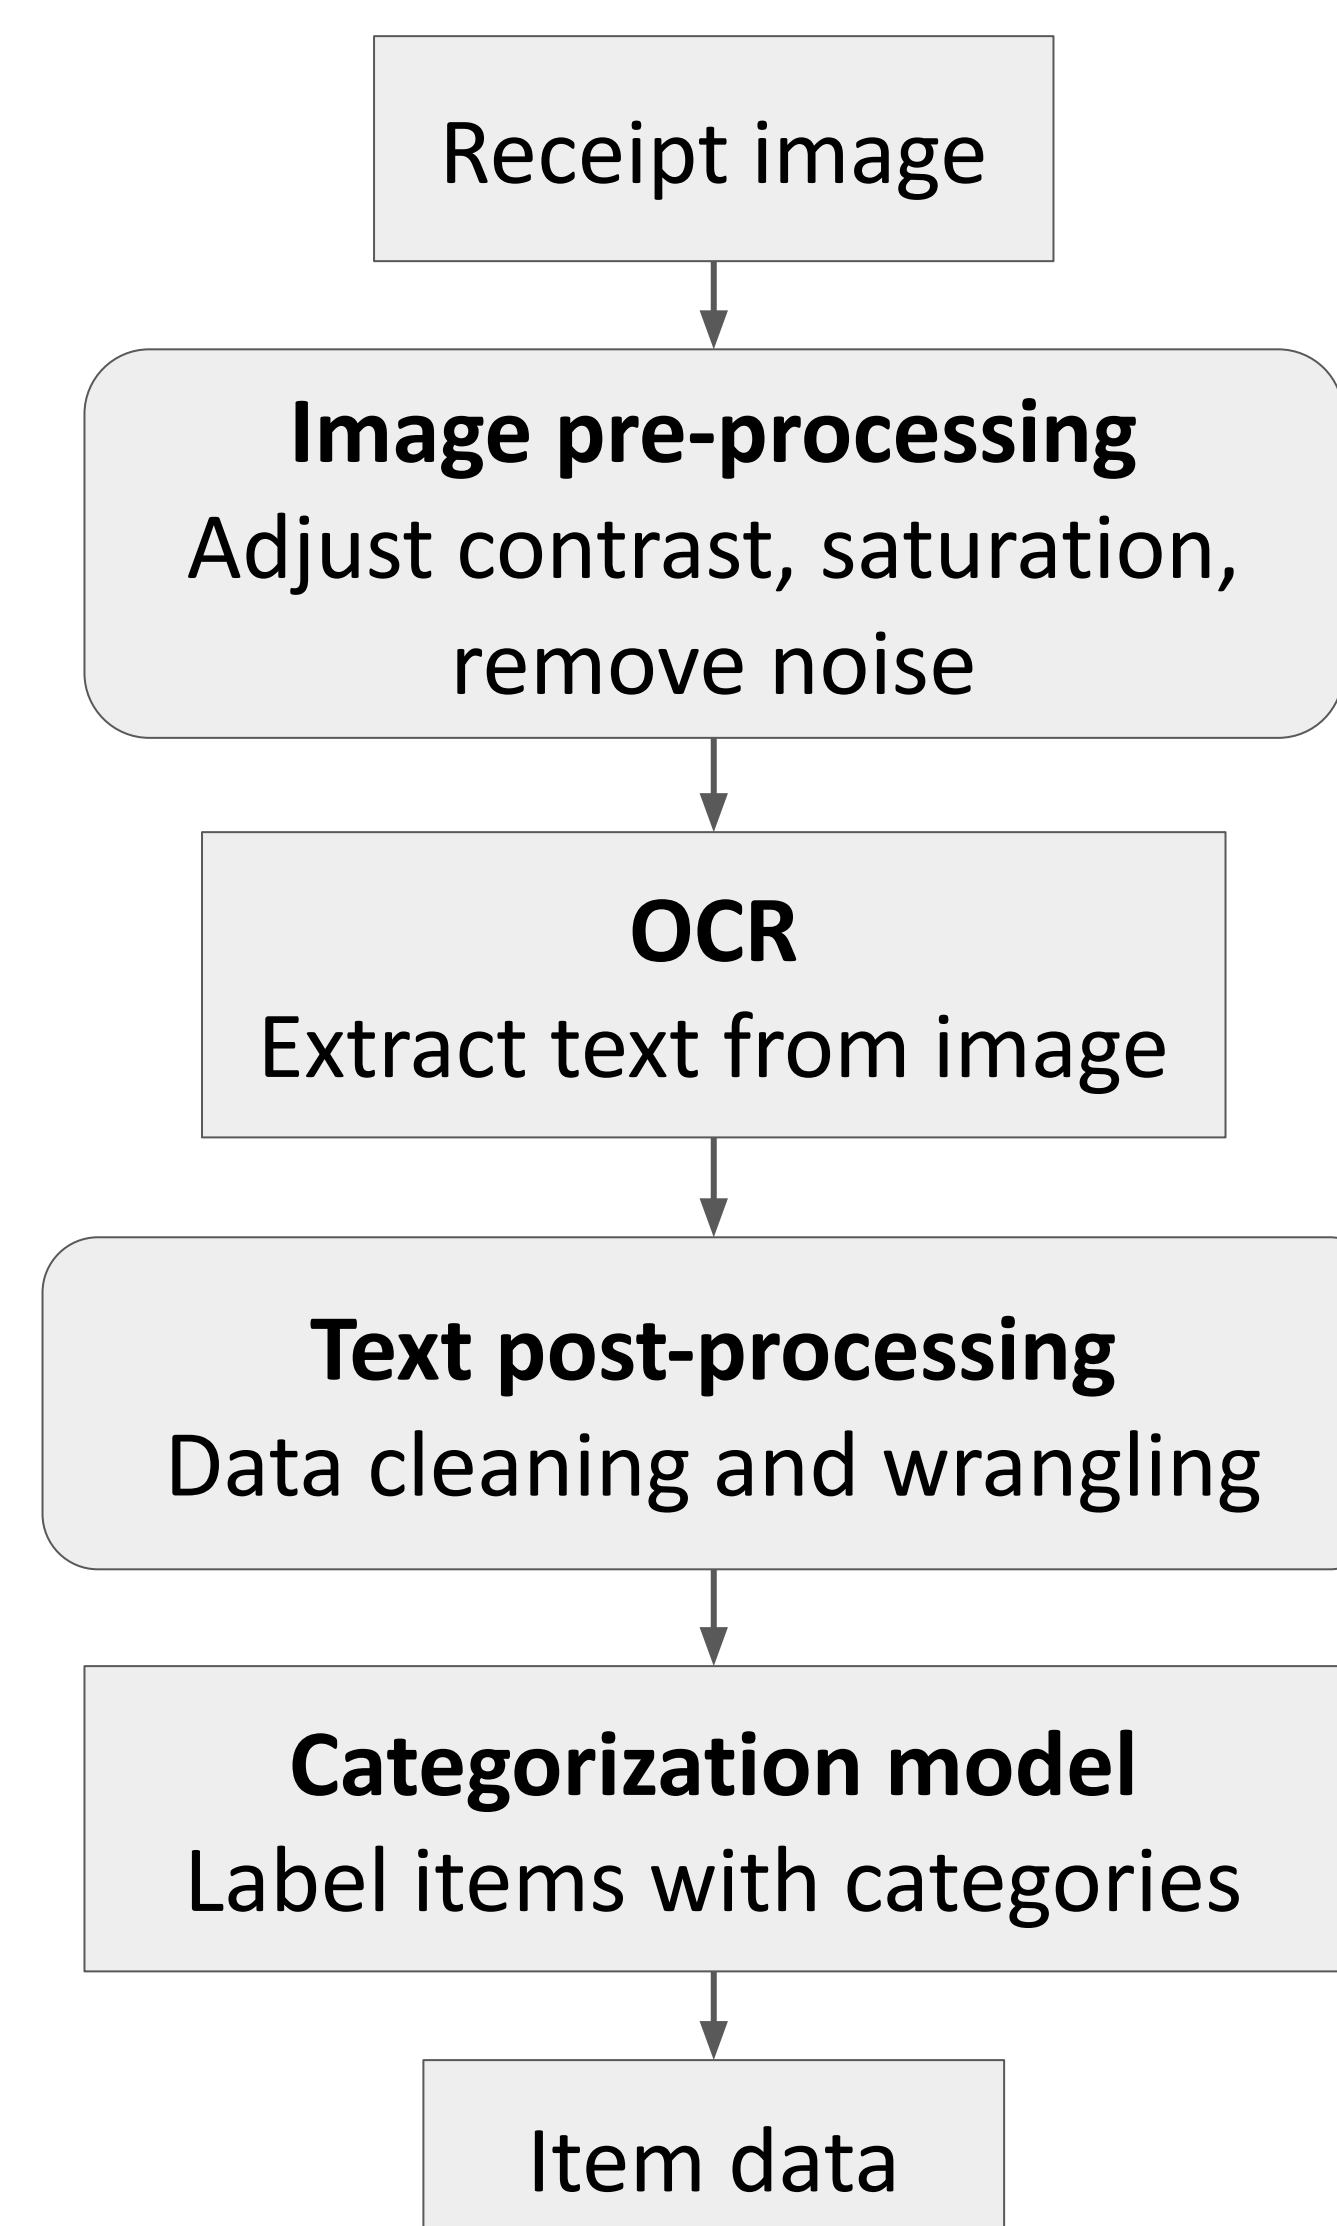 Receipt image
Image pre-processing
Adjust contrast, saturation,
remove noise
OCR
Extract text from image
Text post-processing
Data cleaning and wrangling
Categorization model
Label items with categories
Item data